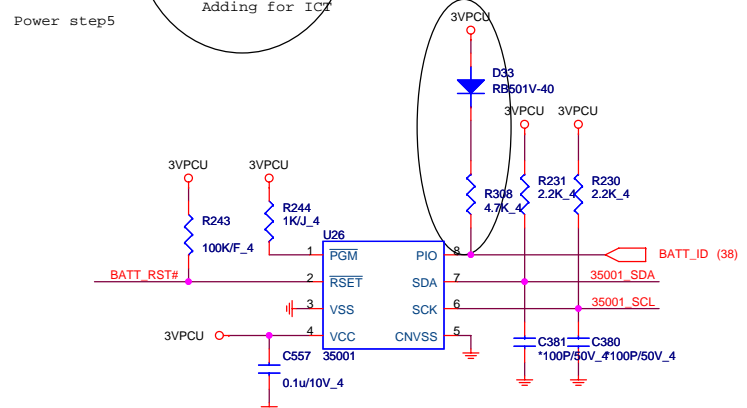 Adding for ICT
Power step5
3VPCU
D33
RB501V-40
3VPCU
3VPCU
3VPCU
3VPCU
R308
4.7K_4
R231
2.2K_4
R230
2.2K_4
R243
100K/F_4
R244
1K/J_4
U26
1
PGM
PIO
8
BATT_ID (38)
BATT_RST#
2
RSET
SDA
7
35001_SDA
3
VSS
SCK
6
35001_SCL
3VPCU
4
VCC
CNVSS
5
35001
C557
0.1u/10V_4
C381
*100P/50V_4
C380
*100P/50V_4